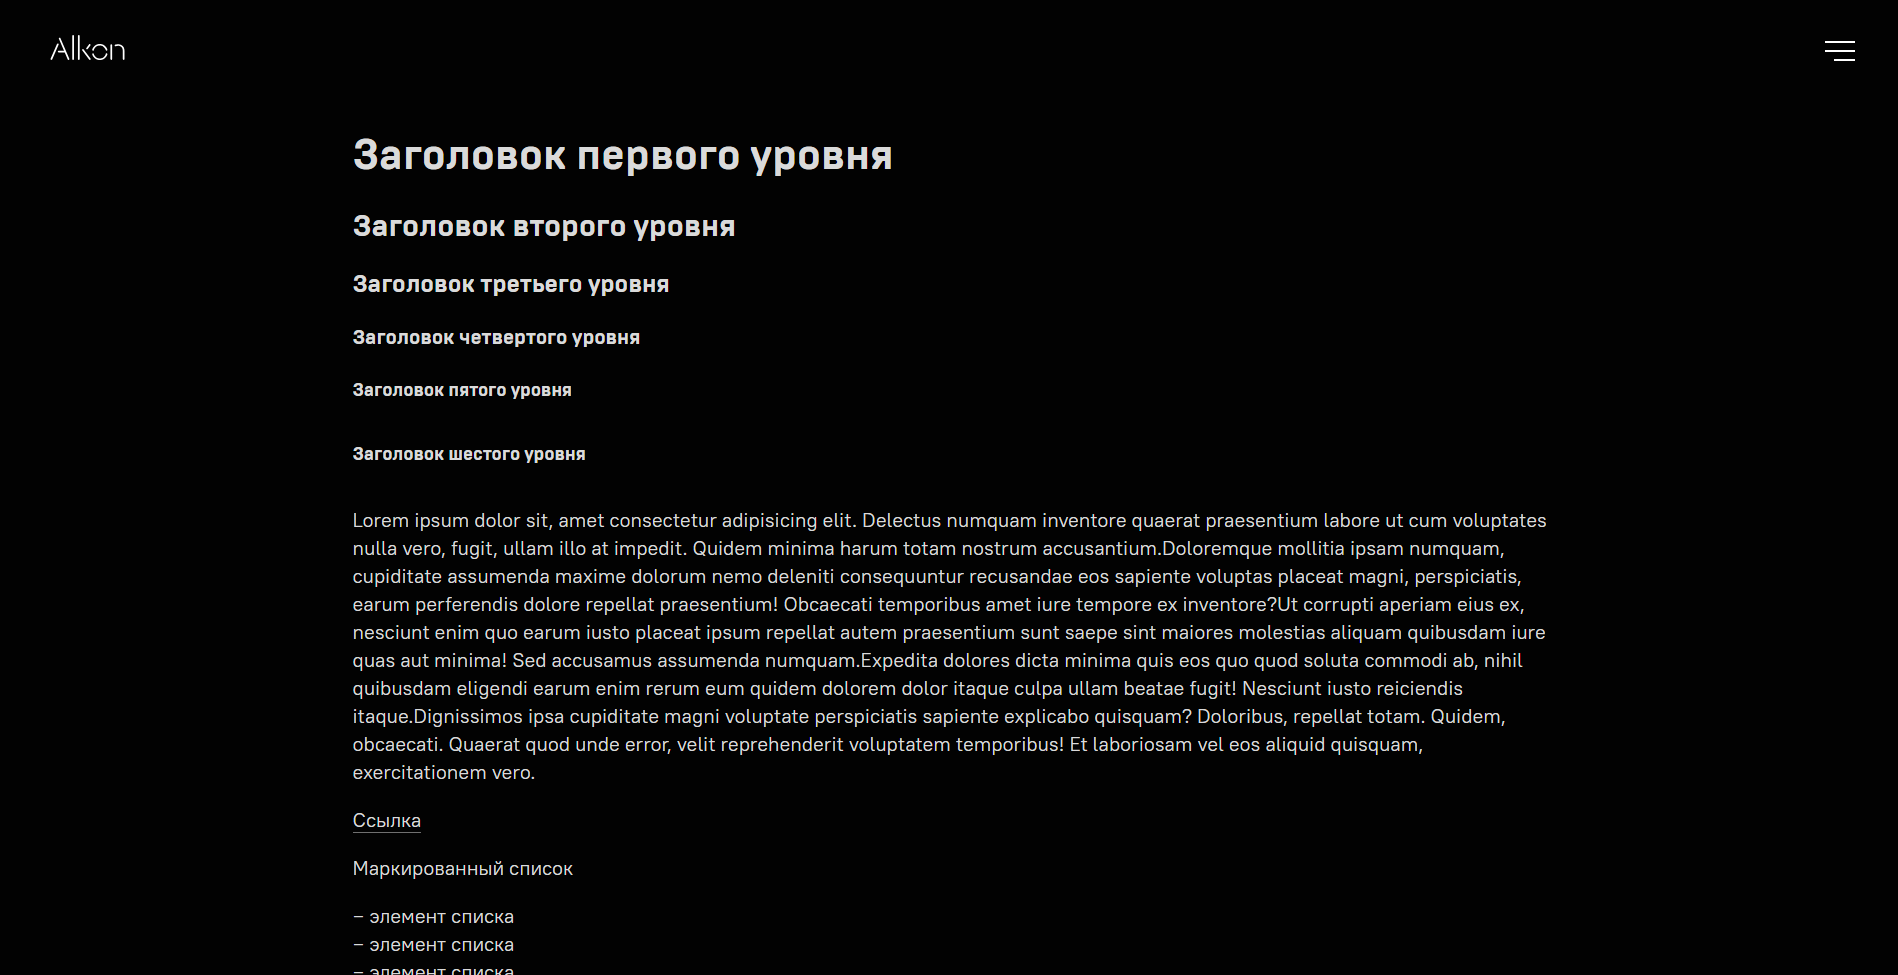 Alkon
Заголовок первого уровня
Заголовок второго уровня
Заголовок третьего уровня
Заголовок четвертого уровня
Заголовок пятого уровня
Заголовок шестого уровня
Lorem ipsum dolor sit, amet consectetur adipisicing elit. Delectus numquam inventore quaerat praesentium labore ut cum voluptates
nulla vero, fugit, ullam illo at impedit. Quidem minima harum totam nostrum accusantium.Doloremque mollitia ipsam numquam,
cupiditate assumenda maxime dolorum nemo deleniti consequuntur recusandae eos sapiente voluptas placeat magni, perspiciatis,
earum perferendis dolore repellat praesentium! Obcaecati temporibus amet iure tempore ex inventore?Ut corrupti aperiam eius ex,
nesciunt enim quo earum iusto placeat ipsum repellat autem praesentium sunt saepe sint maiores molestias aliquam quibusdam iure
quas aut minima! Sed accusamus assumenda numquam.Expedita dolores dicta minima quis eos quo quod soluta commodi ab, nihil
quibusdam eligendi earum enim rerum eum quidem dolorem dolor itaque culpa ullam beatae fugit! Nesciunt iusto reiciendis
itaque.Dignissimos ipsa cupiditate magni voluptate perspiciatis sapiente explicabo quisquam? Doloribus, repellat totam. Quidem,
obcaecati. Quaerat quod unde error, velit reprehenderit voluptatem temporibus! Et laboriosam vel eos aliquid quisquam,
exercitationem vero.
Ссылка
Маркированный список
– элемент списка
– элемент списка
– элемент списка